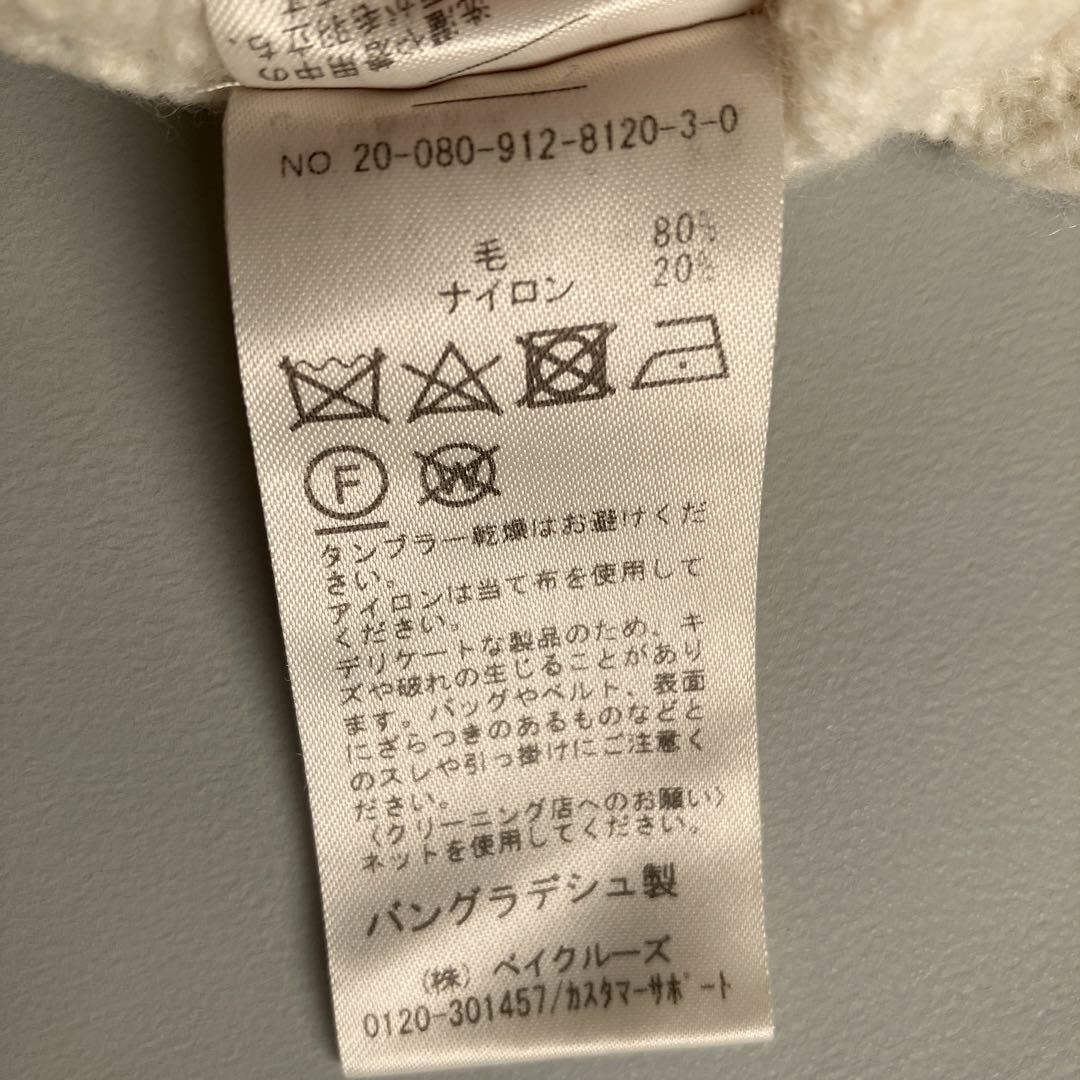 NO 20-080-912-8120-3-0
毛 80%
ナイロン 20%
F W
タンブラー乾燥はお避けくだ
さい。
アイロンは当て布を使用して
ください。
デリケートな製品のため、キ
ズや破れの生じることがあり
ます。バッグやベルト、表面
にざらつきのあるものなどと
のスレや引っ掛けにご注意く
ださい。
〈クリーニング店へのお願い〉
ネットを使用してください。
バングラデシュ製
(株) ベイクルーズ
0120-301457/カスタマーサポート